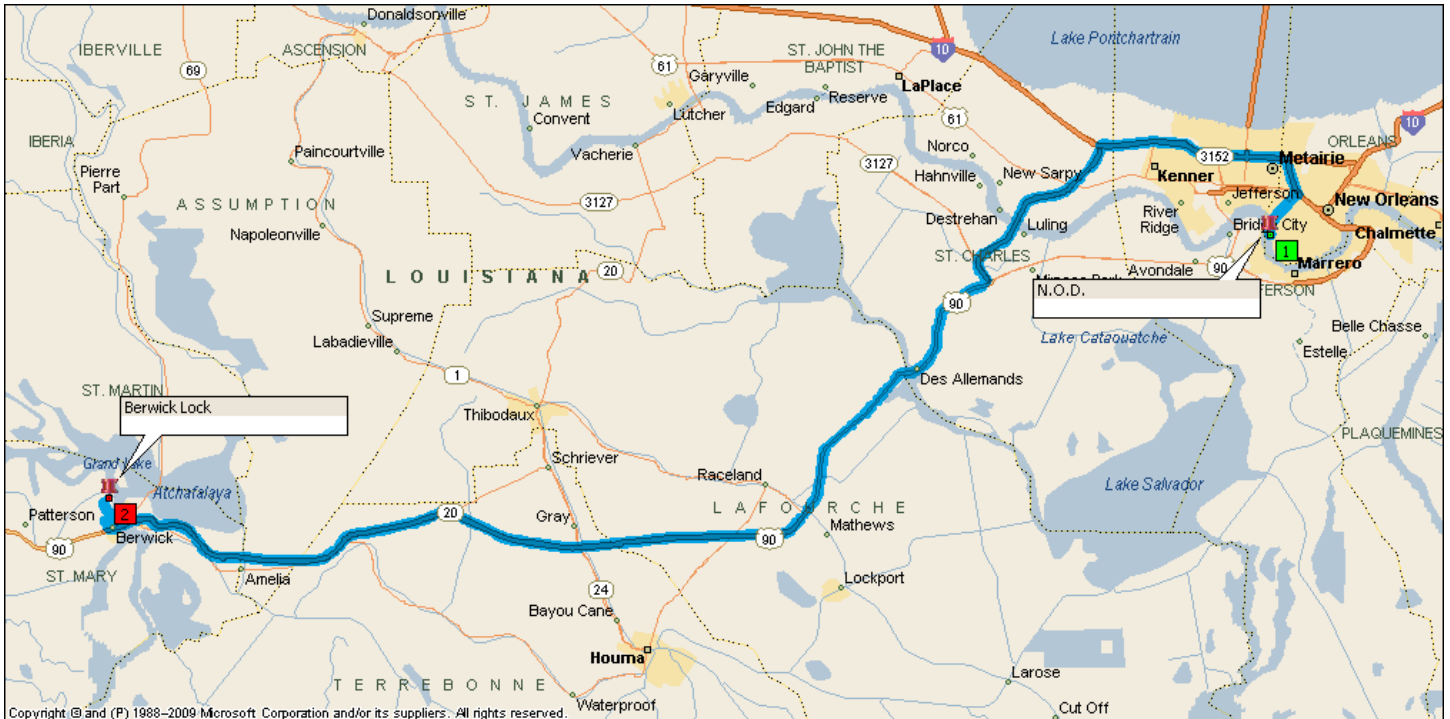 Donaldsonville
IBERVILLE
ASCENSION
69
61
Garyville
ST. JOHN THE
BAPTIST
10
Lake Pontchartrain
LaPlace
Edgard
Reserve
ST. JAMES
Convent
Lutcher
61
10
IBERIA
Paincourtville
Vacherie
Norco
3127
3152
Metairie
ORLEANS
Pierre
Part
Hahnville
New Sarpy
Kenner
Jefferson
ASSUMPTION
3127
Destrehan
River
Ridge
New Orleans
Napoleonville
Luling
City
Chalmette
1
LOUISIANA
20
ST. CHARLES
Avondale
90
Marrero
N.O.D.
90
Supreme
Labadieville
Lake Cataouatche
Belle Chasse
Estelle
1
Des Allemands
ST. MARTIN
Berwick Lock
Thibodaux
PLAQUEMINES
Grand Lake
Schriever
Raceland
Atchafalaya
Lake Salvador
Patterson
2
20
Gray
LAFOURCHE
Mathews
90
Berwick
90
ST. MARY
Amelia
24
Lockport
Bayou Cane
Houma
Larose
TERREBONNE
Waterproof
Cut Off
Copyright © and (P) 1988–2009 Microsoft Corporation and/or its suppliers. All rights reserved.